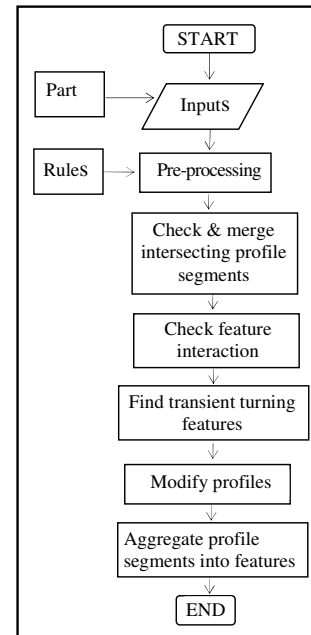 START
Part
Inputs
Rules
Pre-processing
Check & merge
intersecting profile
segments
Check feature
interaction
Find transient turning
features
Modify profiles
Aggregate profile
segments into features
END